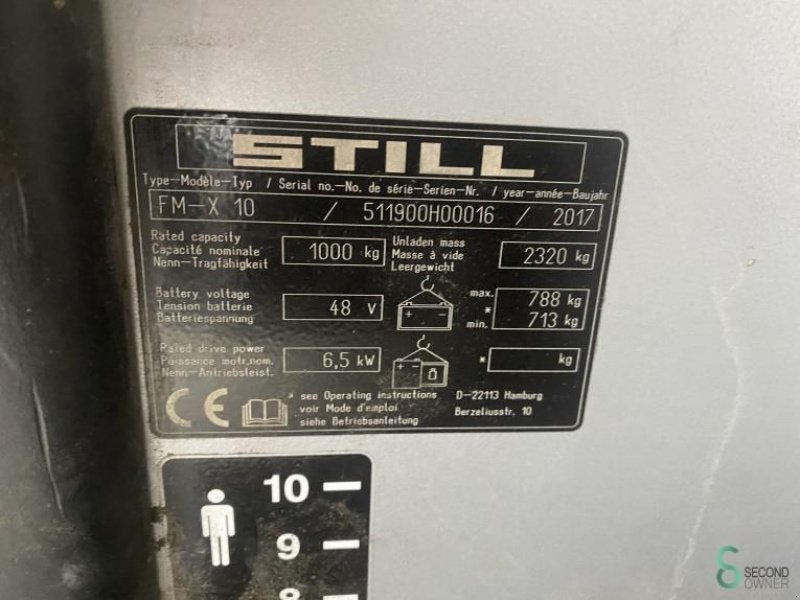 STILL
Type-Modèle-Typ / Serial no.-No. de série-Serien-Nr. / year-année-Baujahr
FM-X 10 / 511900H00016 / 2017
Rated capacity
Capacité nominale
Nenn-Tragfähigkeit
1000 kg
Unladen mass
Masse à vide
Leergewicht
2320 kg
Battery voltage
Tension batterie
Batteriespannung
48 V
+ -
max. 788 kg
*
min. 713 kg
Rated drive power
Puissance motr.nom.
Nenn-Antriebsleist.
6,5 kW
+ -
* kg
CE
* see Operating instructions
voir Mode d'emploi
siehe Betriebsanleitung
D-22113 Hamburg
Berzeliusstr. 10
10
9
8
SECOND
OWNER